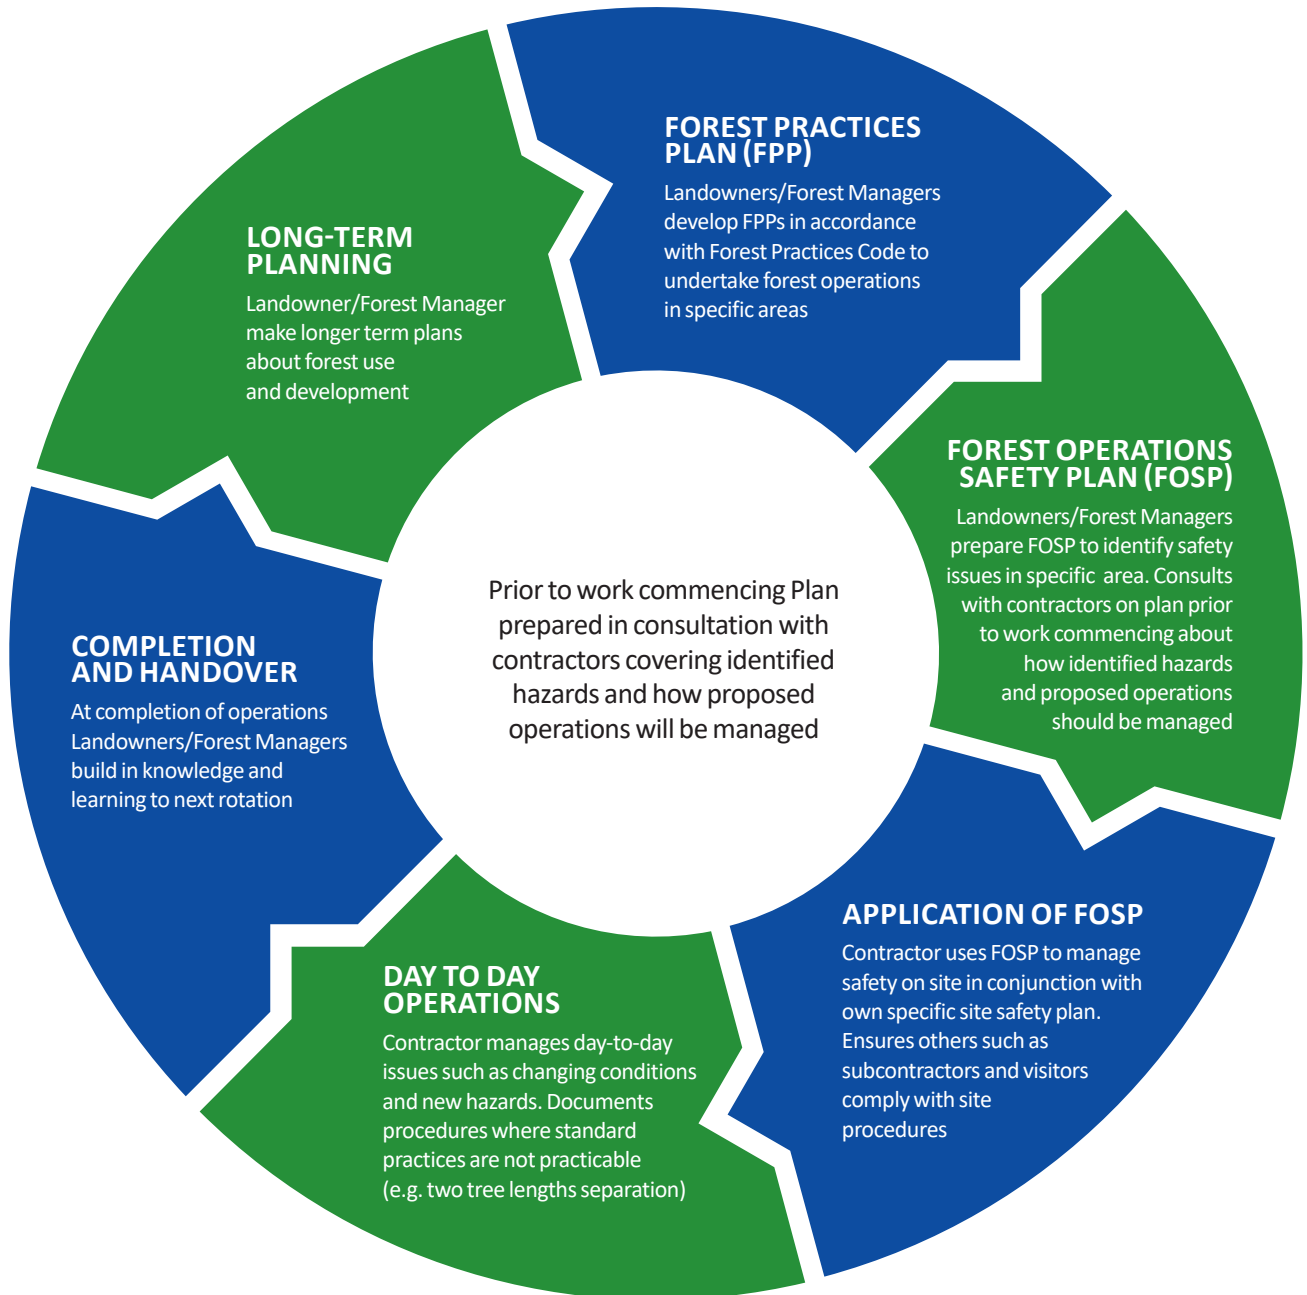 FOREST PRACTICES
PLAN (FPP)
Landowners/Forest Managers
develop FPPs in accordance
with Forest Practices Code to
undertake forest operations
in specific areas
FOREST OPERATIONS
SAFETY PLAN (FOSP)
Landowners/Forest Managers
prepare FOSP to identify safety
issues in specific area. Consults
with contractors on plan prior
to work commencing about
how identified hazards
and proposed operations
should be managed
APPLICATION OF FOSP
Contractor uses FOSP to manage
safety on site in conjunction with
own specific site safety plan.
Ensures others such as
subcontractors and visitors
comply with site
procedures
DAY TO DAY
OPERATIONS
Contractor manages day-to-day
issues such as changing conditions
and new hazards. Documents
procedures where standard
practices are not practicable
(e.g. two tree lengths separation)
COMPLETION
AND HANDOVER
At completion of operations
Landowners/Forest Managers
build in knowledge and
learning to next rotation
LONG-TERM
PLANNING
Landowner/Forest Manager
make longer term plans
about forest use
and development
Prior to work commencing Plan
prepared in consultation with
contractors covering identified
hazards and how proposed
operations will be managed